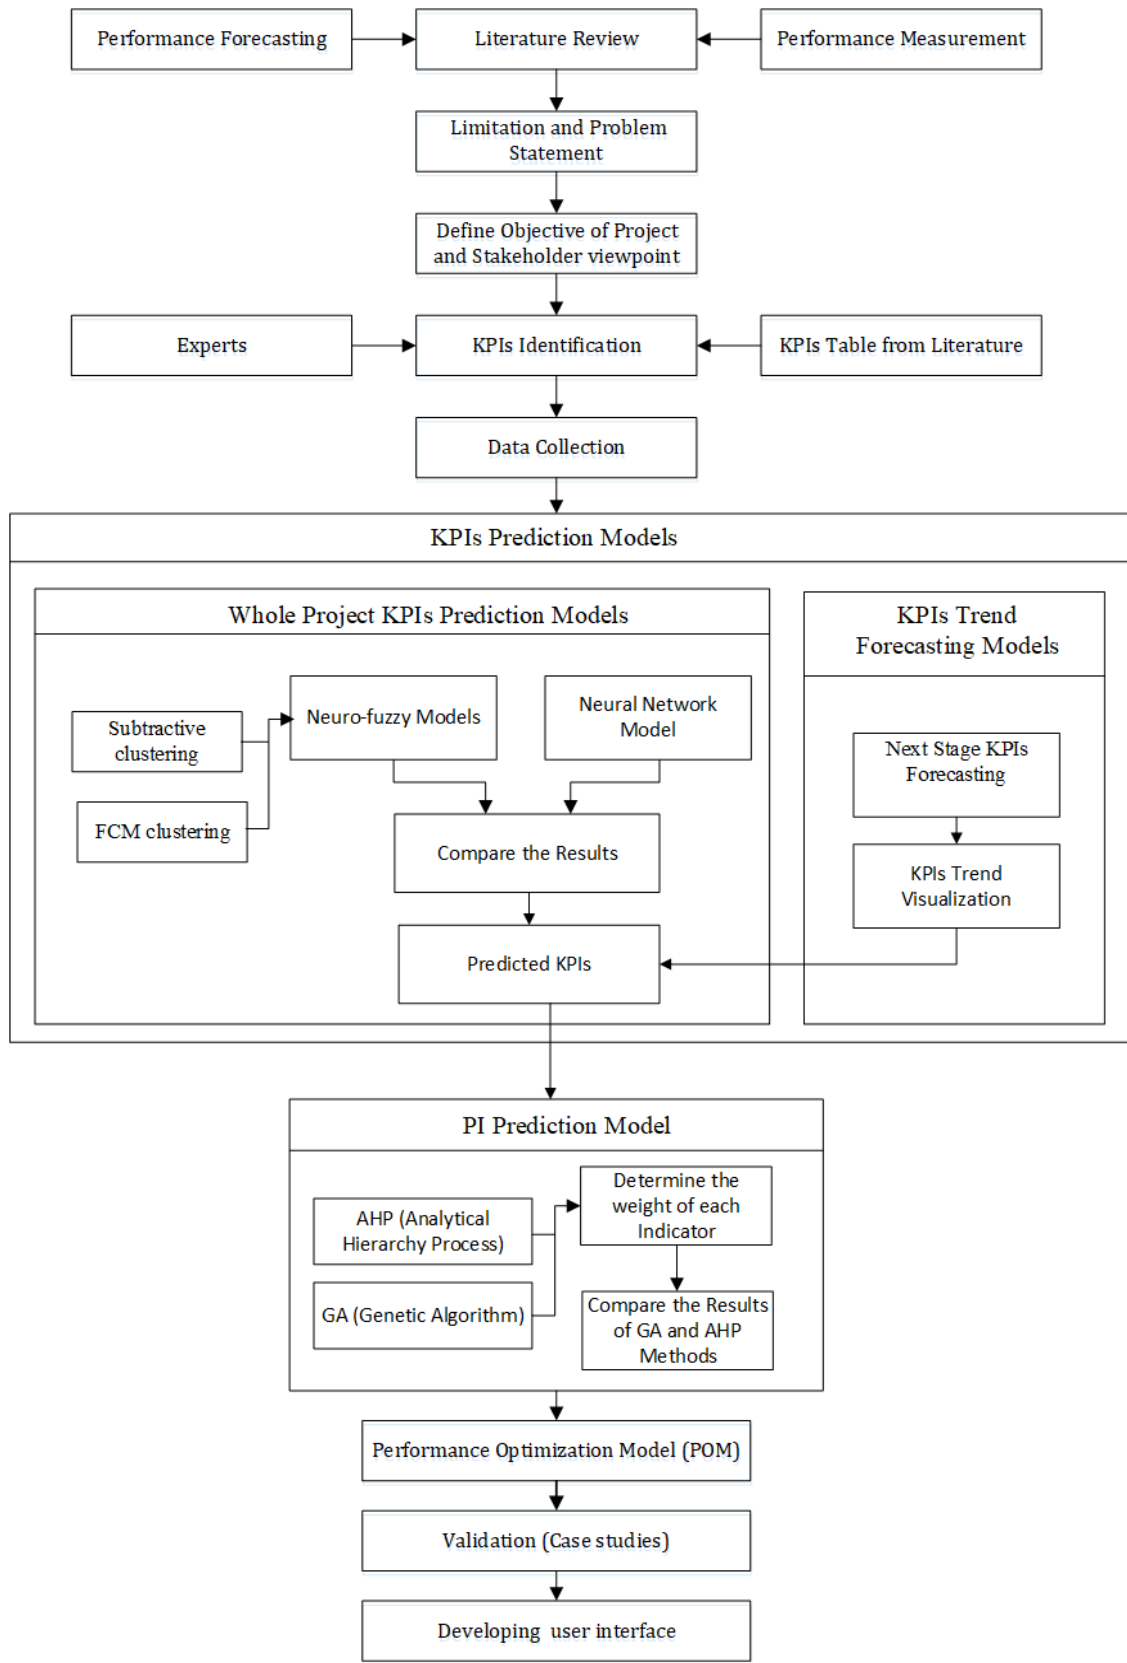 Performance Forecasting
Literature Review
Performance Measurement
Limitation and Problem
Statement
Define Objective of Project
and Stakeholder viewpoint
Experts
KPIs Identification
KPIs Table from Literature
Data Collection
KPIs Prediction Models
Whole Project KPIs Prediction Models
KPIs Trend
Forecasting Models
Neuro-fuzzy Models
Neural Network
Model
Subtractive
clustering
FCM clustering
Compare the Results
Predicted KPIs
Next Stage KPIs
Forecasting
KPIs Trend
Visualization
PI Prediction Model
AHP (Analytical
Hierarchy Process)
GA (Genetic Algorithm)
Determine the
weight of each
Indicator
Compare the Results
of GA and AHP
Methods
Performance Optimization Model (POM)
Validation (Case studies)
Developing  user interface